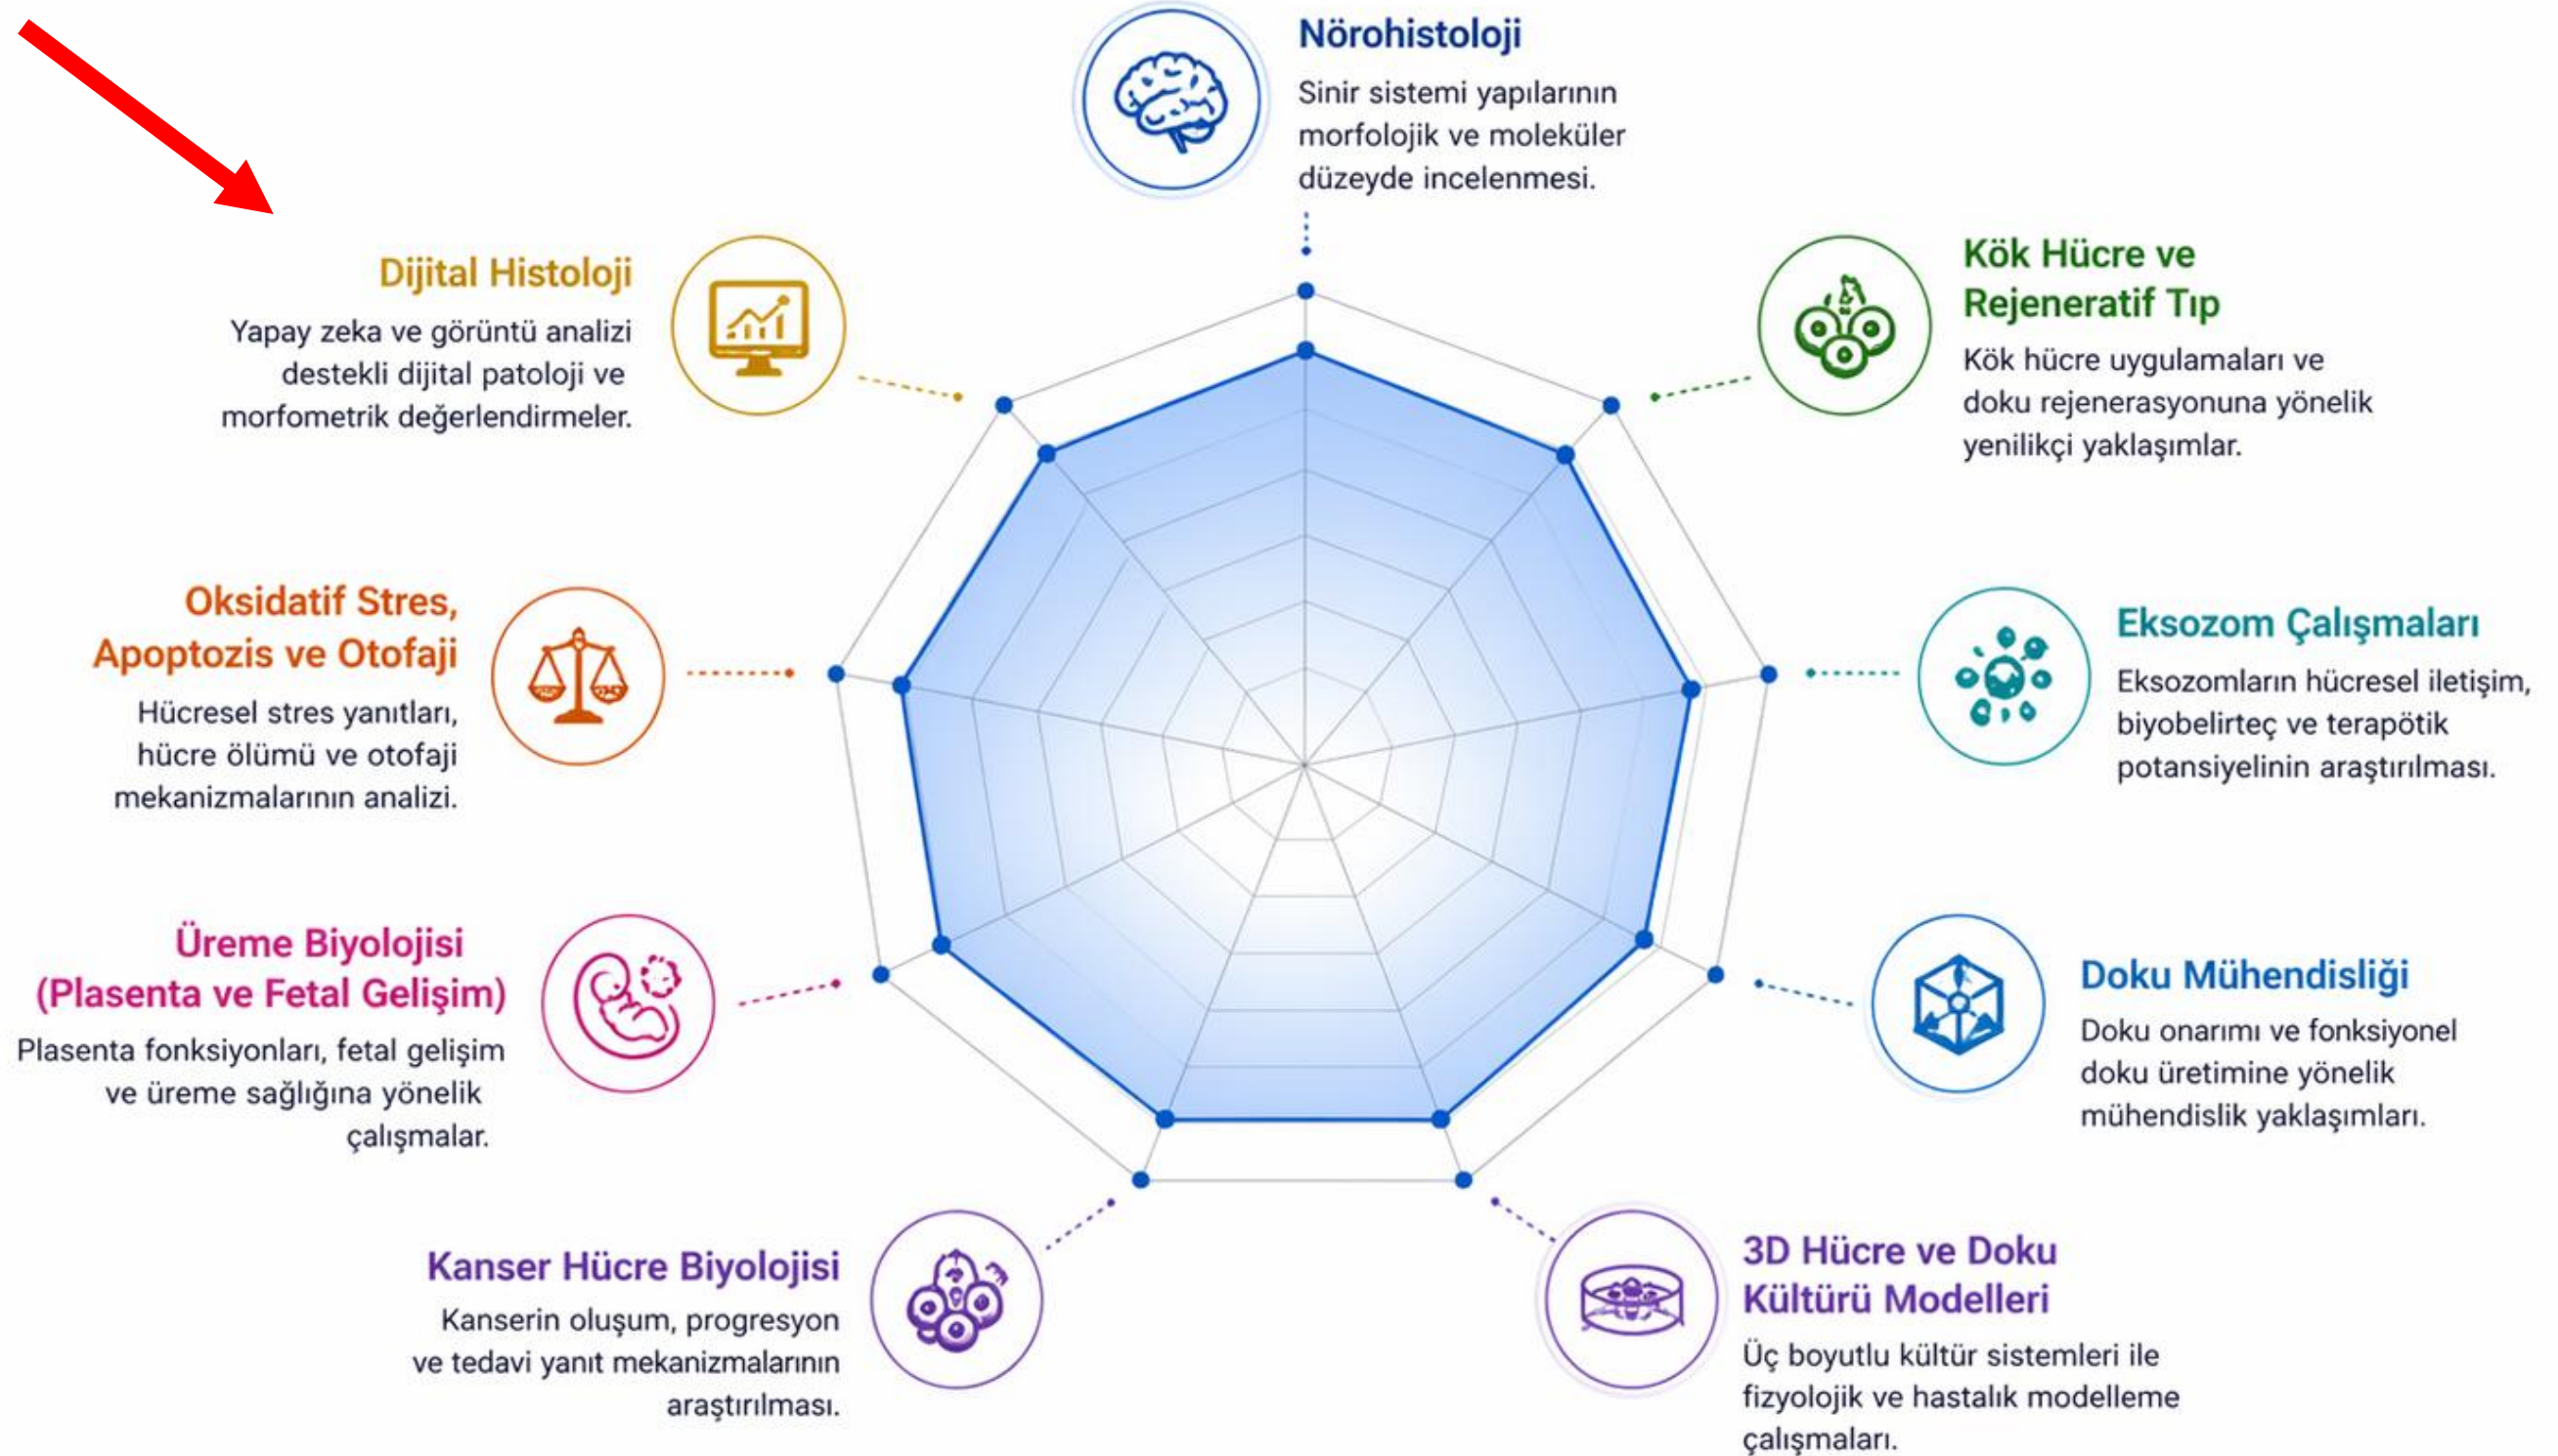 Nörohistoloji
Sinir sistemi yapılarının
morfolojik ve moleküler
düzeyde incelenmesi.
Dijital Histoloji
Yapay zeka ve görüntü analizi
destekli dijital patoloji ve
morfometrik değerlendirmeler.
Kök Hücre ve
Rejeneratif Tıp
Kök hücre uygulamaları ve
doku rejenerasyonuna yönelik
yenilikçi yaklaşımlar.
Oksidatif Stres,
Apoptozis ve Otofaji
Hücresel stres yanıtları,
hücre ölümü ve otofaji
mekanizmalarının analizi.
Eksozom Çalışmaları
Eksozomların hücresel iletişim,
biyobelirteç ve terapötik
potansiyelinin araştırılması.
Üreme Biyolojisi
(Plasenta ve Fetal Gelişim)
Plasenta fonksiyonları, fetal gelişim
ve üreme sağlığına yönelik
çalışmalar.
Doku Mühendisliği
Doku onarımı ve fonksiyonel
doku üretimine yönelik
mühendislik yaklaşımları.
Kanser Hücre Biyolojisi
Kanserin oluşum, progresyon
ve tedavi yanıt mekanizmalarının
araştırılması.
3D Hücre ve Doku
Kültürü Modelleri
Üç boyutlu kültür sistemleri ile
fizyolojik ve hastalık modelleme
çalışmaları.